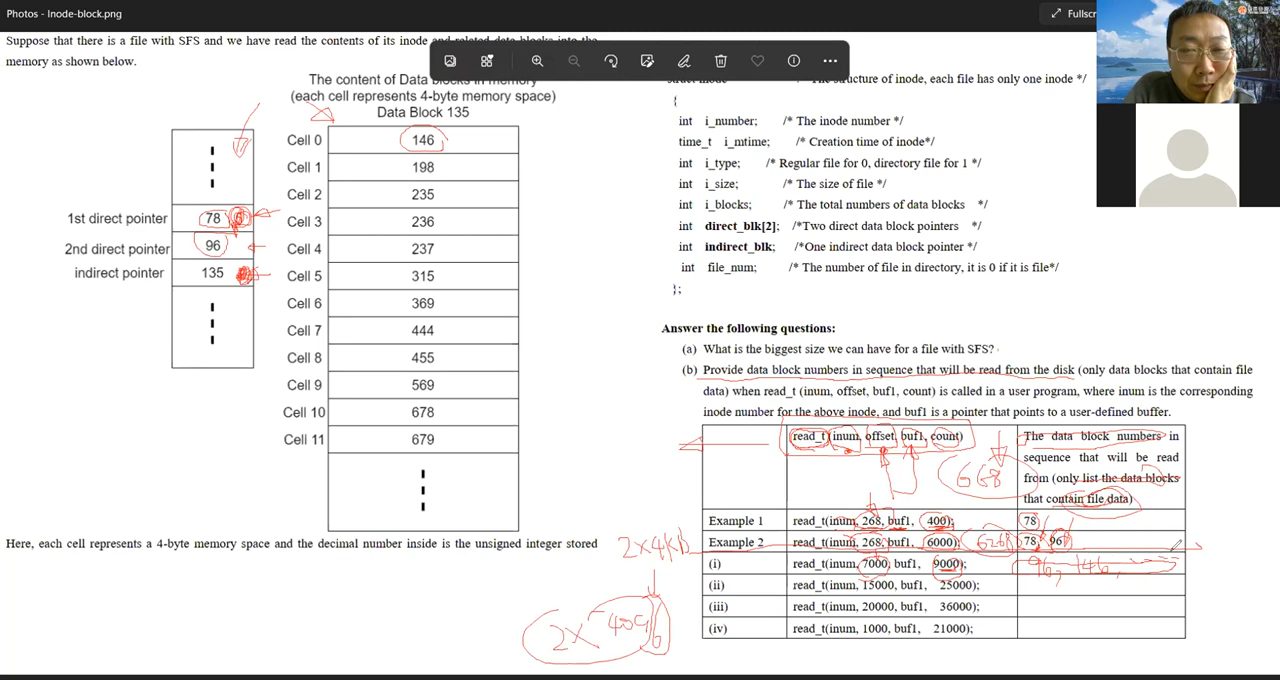 Photos - Inode-block.png
Fullscr
Suppose that there is a file with SFS and we have read the contents of its inode and related data blocks into the
memory as shown below.
The content of Data blocks in memory
(each cell represents 4-byte memory space)
Data Block 135
Cell 0 146
Cell 1 198
Cell 2 235
Cell 3 236
Cell 4 237
Cell 5 315
Cell 6 369
Cell 7 444
Cell 8 455
Cell 9 569
Cell 10 678
Cell 11 679
1st direct pointer 78
2nd direct pointer 96
indirect pointer 135
Here, each cell represents a 4-byte memory space and the decimal number inside is the unsigned integer stored
struct inode /* The structure of inode, each file has only one inode */
{
int i_number; /* The inode number */
time_t i_mtime; /* Creation time of inode*/
int i_type; /* Regular file for 0, directory file for 1 */
int i_size; /* The size of file */
int i_blocks; /* The total numbers of data blocks */
int direct_blk[2]; /*Two direct data block pointers */
int indirect_blk; /*One indirect data block pointer */
int file_num; /* The number of file in directory, it is 0 if it is file*/
};
Answer the following questions:
(a) What is the biggest size we can have for a file with SFS?
(b) Provide data block numbers in sequence that will be read from the disk (only data blocks that contain file
data) when read_t (inum, offset, buf1, count) is called in a user program, where inum is the corresponding
inode number for the above inode, and buf1 is a pointer that points to a user-defined buffer.
read_t(inum, offset, buf1, count) The data block numbers in
sequence that will be read
from (only list the data blocks
that contain file data)
668
Example 1 read_t(inum, 268, buf1, 400); 78
Example 2 read_t(inum, 268, buf1, 6000); 6268 78, 96
(i) read_t(inum, 7000, buf1, 9000); 96, 146,
(ii) read_t(inum, 15000, buf1, 25000);
(iii) read_t(inum, 20000, buf1, 36000);
(iv) read_t(inum, 1000, buf1, 21000);
2x4KB
2x 4096